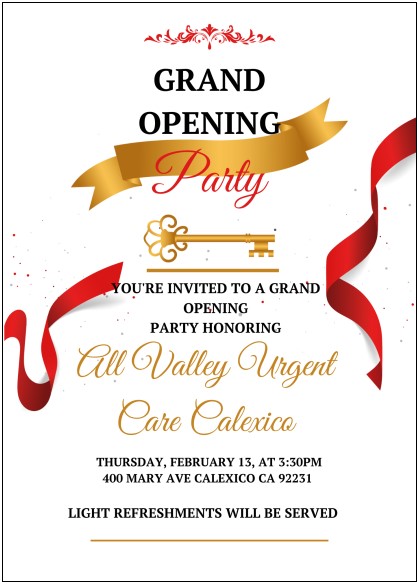 GRAND
OPENING
Party
YOU'RE INVITED TO A GRAND
OPENING
PARTY HONORING
All Valley Urgent
Care Calexico
THURSDAY, FEBRUARY 13, AT 3:30PM
400 MARY AVE CALEXICO CA 92231
LIGHT REFRESHMENTS WILL BE SERVED